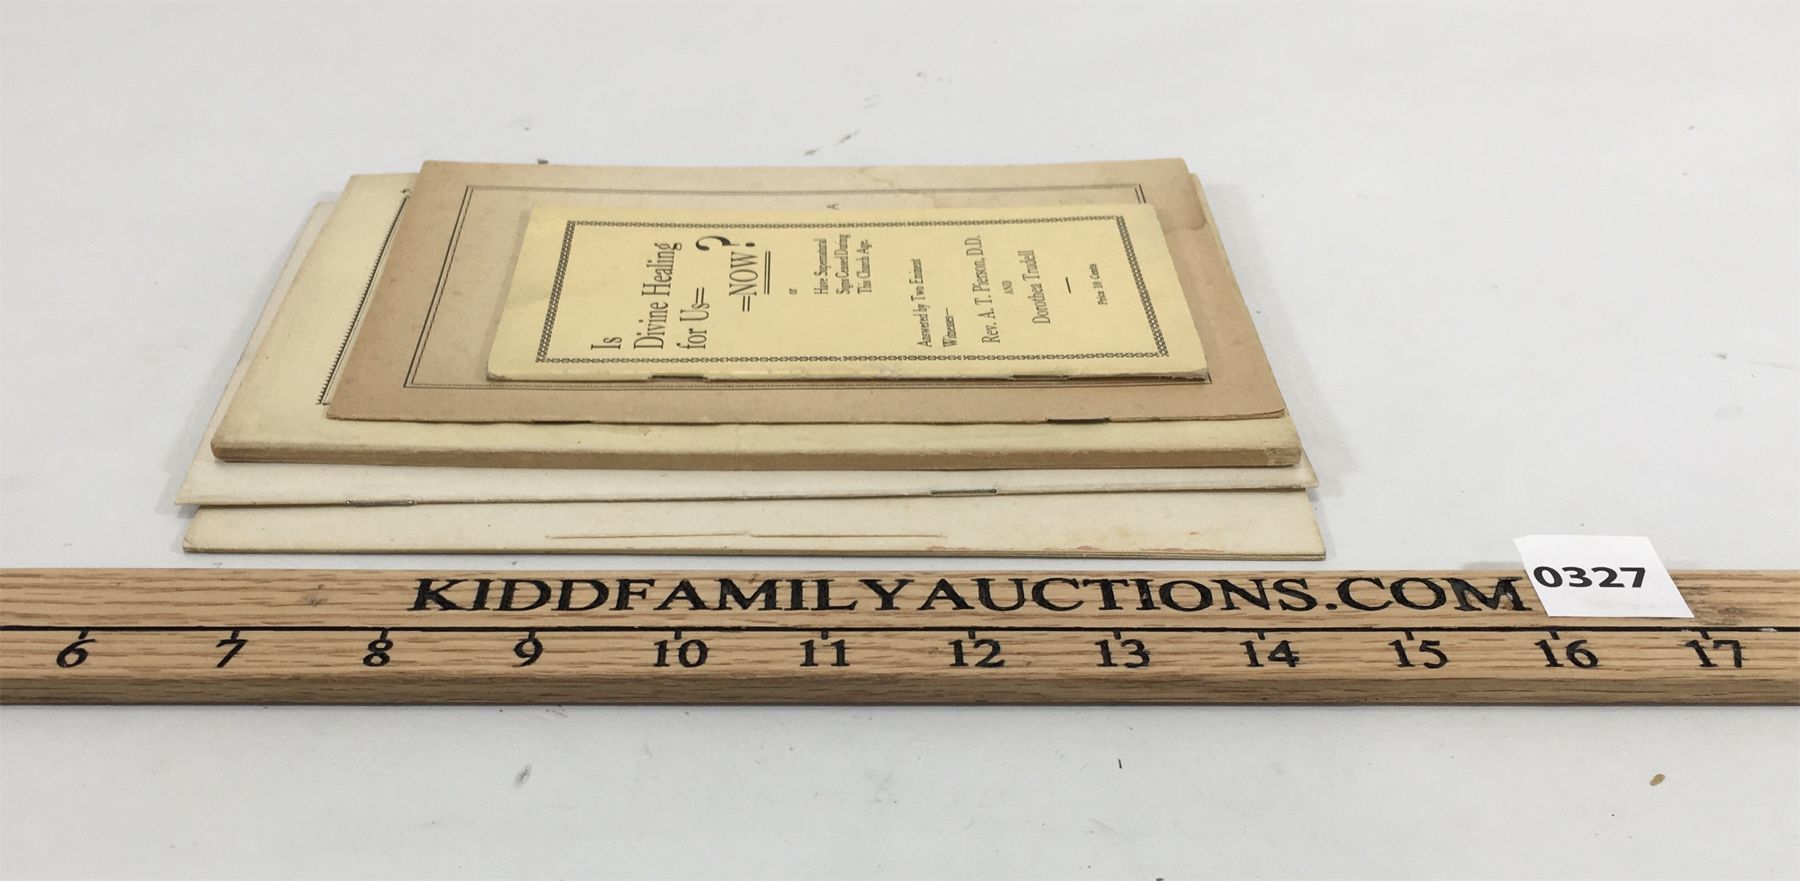 Is
Divine Healing
for Us
NOW?
or
Have Supernatural
Signs Ceased During
This Church Age.
Answered by Two Eminent
Witnesses—
Rev. A. T. Pierson, D.D.
AND
Dorothea Trudell
Price 10 Cents
A
KIDDFAMILYAUCTIONS.COM
0327
6 7 8 9 10 11 12 13 14 15 16 17